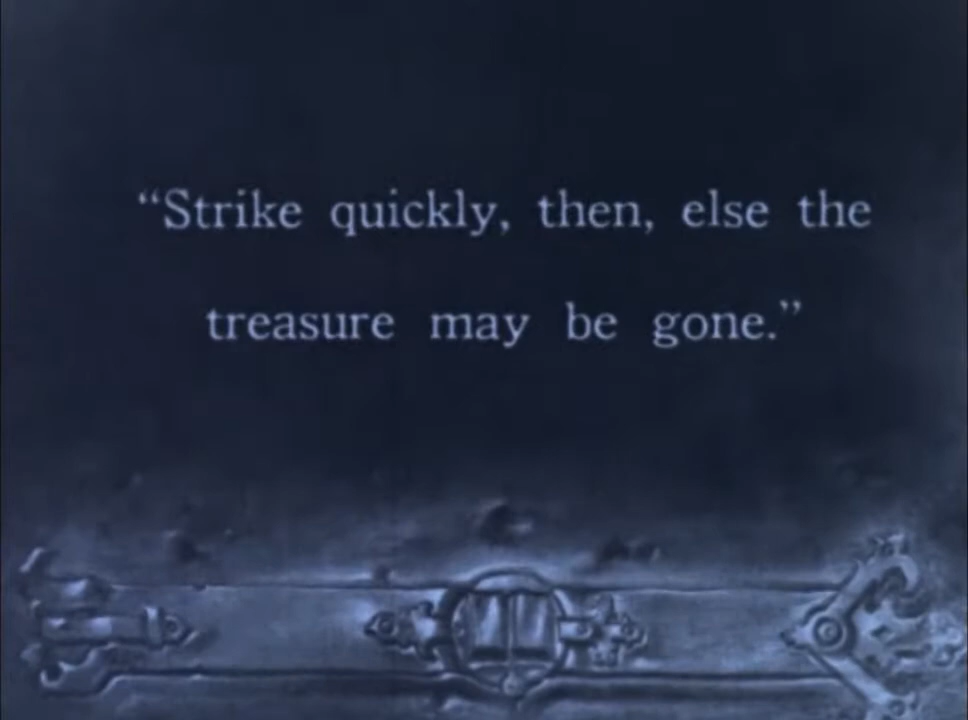 “Strike quickly, then, else the
treasure may be gone.”